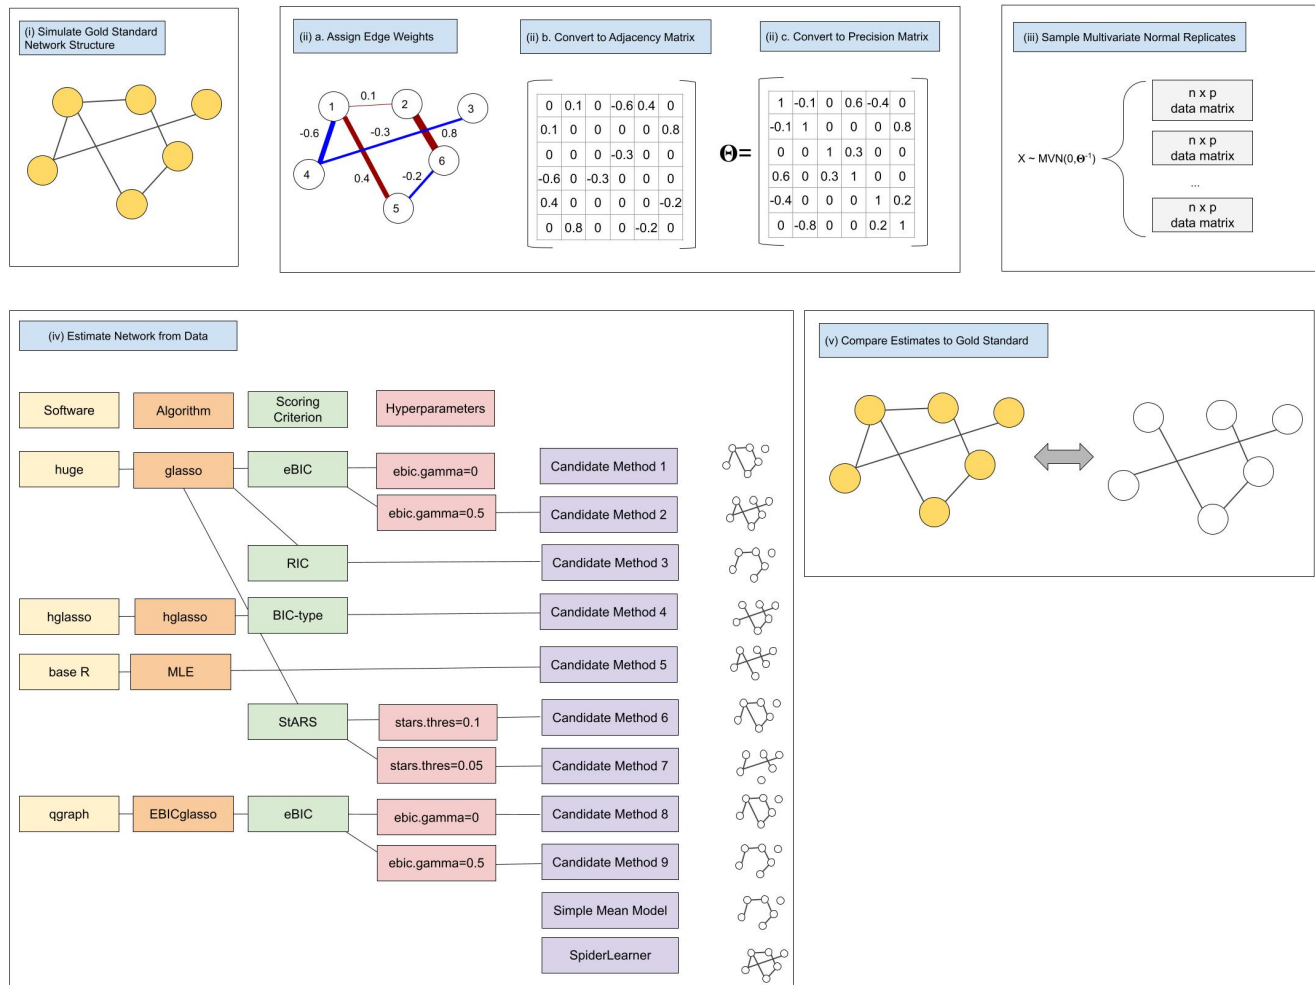 (i) Simulate Gold Standard
Network Structure
(ii) a. Assign Edge Weights
0.1
1
2
3
-0.6
-0.3
0.8
4
6
0.4
-0.2
5
(ii) b. Convert to Adjacency Matrix
0 0.1 0 -0.6 0.4 0
0.1 0 0 0 0 0.8
0 0 0 -0.3 0 0
-0.6 0 -0.3 0 0 0
0.4 0 0 0 0 -0.2
0 0.8 0 0 -0.2 0
(ii) c. Convert to Precision Matrix
Θ=
1 -0.1 0 0.6 -0.4 0
-0.1 1 0 0 0 0.8
0 0 1 0.3 0 0
0.6 0 0.3 1 0 0
-0.4 0 0 0 1 0.2
0 -0.8 0 0 0.2 1
(iii) Sample Multivariate Normal Replicates
X ~ MVN(0,Θ⁻¹)
n x p
data matrix
n x p
data matrix
...
n x p
data matrix
(iv) Estimate Network from Data
Software Algorithm Scoring Criterion Hyperparameters
huge glasso eBIC ebic.gamma=0 Candidate Method 1
ebic.gamma=0.5 Candidate Method 2
RIC Candidate Method 3
hglasso hglasso BIC-type Candidate Method 4
base R MLE Candidate Method 5
StARS stars.thres=0.1 Candidate Method 6
stars.thres=0.05 Candidate Method 7
qgraph EBICglasso eBIC ebic.gamma=0 Candidate Method 8
ebic.gamma=0.5 Candidate Method 9
Simple Mean Model
SpiderLearner
(v) Compare Estimates to Gold Standard